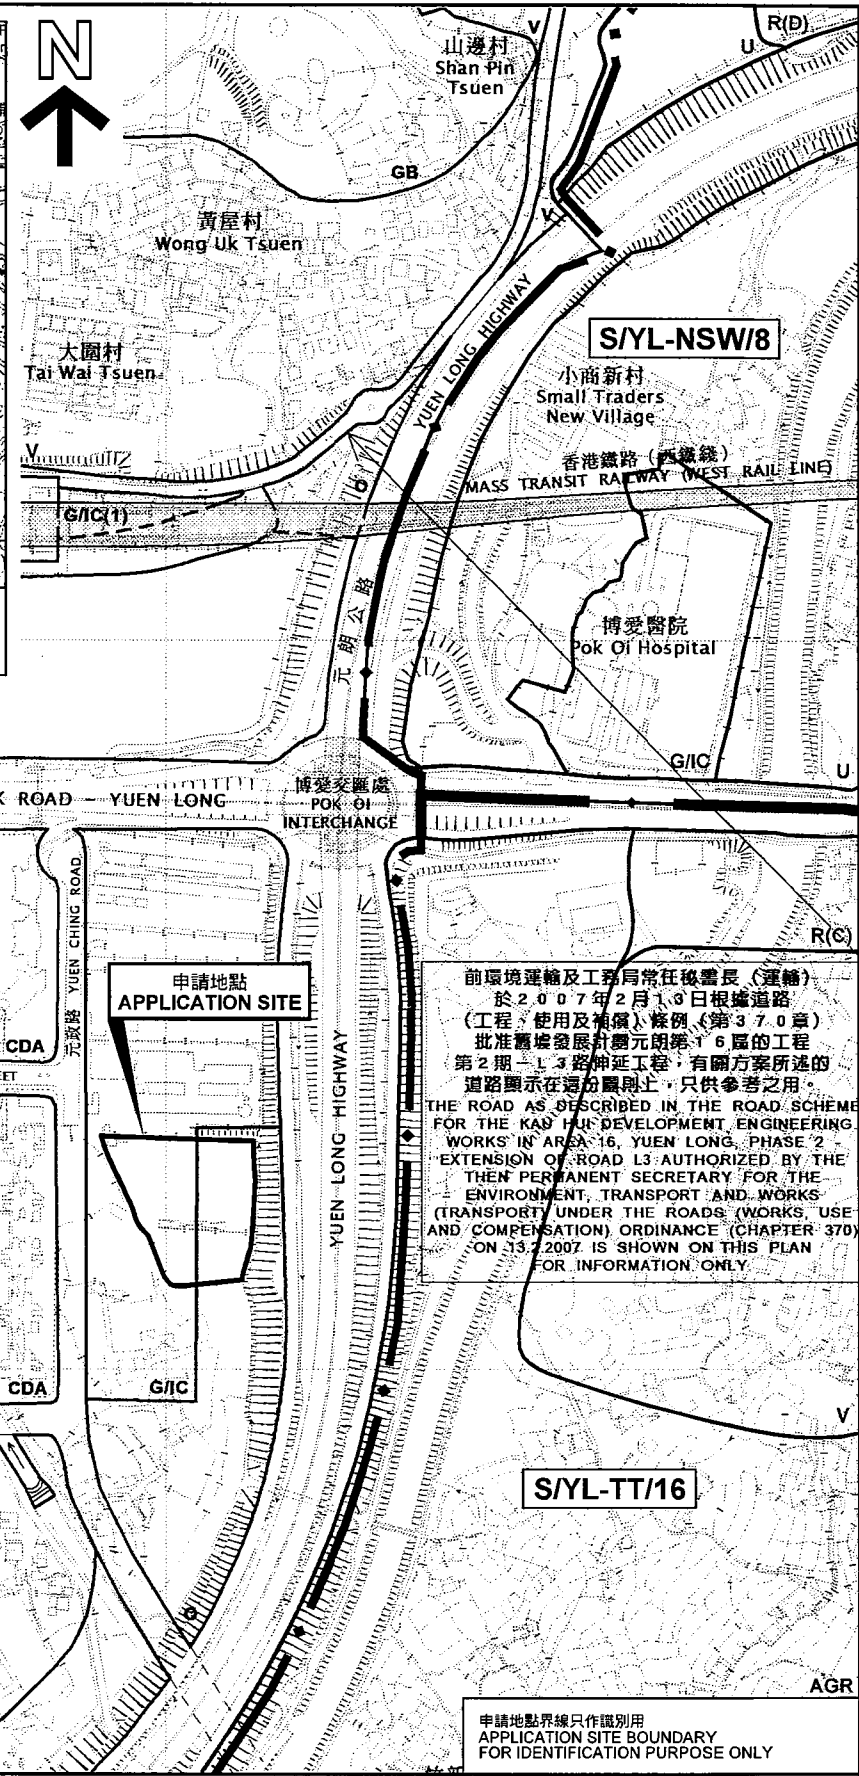 N
R(D)
V
U
山邊村
Shan Pin
Tsuen
GB
黃屋村
Wong Uk Tsuen
V
YUEN LONG HIGHWAY
S/YL-NSW/8
大圍村
Tai Wai Tsuen
小商新村
Small Traders
New Village
V
香港鐵路（西鐵綫）
MASS TRANSIT RAILWAY (WEST RAIL LINE)
O
G/IC(1)
元朗公路
博愛醫院
Pok Oi Hospital
G/IC
U
ROAD - YUEN LONG
博愛交匯處
POK OI
INTERCHANGE
元政路 YUEN CHING ROAD
R(C)
申請地點
APPLICATION SITE
前環境運輸及工務局常任秘書長（運輸）
於2007年2月13日根據道路
（工程、使用及補償）條例（第370章）
批准舊墟發展計劃元朗第16區的工程
第2期－L3路伸延工程，有關方案所述的
道路顯示在這份圖則上，只供參考之用。
THE ROAD AS DESCRIBED IN THE ROAD SCHEME
FOR THE KAU HUI DEVELOPMENT, ENGINEERING
WORKS IN AREA 16, YUEN LONG, PHASE 2 -
EXTENSION OF ROAD L3 AUTHORIZED BY THE
THEN PERMANENT SECRETARY FOR THE
ENVIRONMENT, TRANSPORT AND WORKS
(TRANSPORT) UNDER THE ROADS (WORKS, USE
AND COMPENSATION) ORDINANCE (CHAPTER 370)
ON 13.2.2007 IS SHOWN ON THIS PLAN
FOR INFORMATION ONLY
CDA
YUEN LONG HIGHWAY
CDA
G/IC
V
S/YL-TT/16
O
AGR
申請地點界線只作識別用
APPLICATION SITE BOUNDARY
FOR IDENTIFICATION PURPOSE ONLY